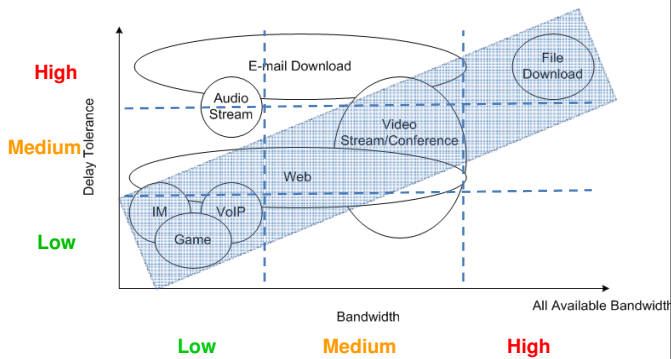 High
E-mail Download
File
Download
Audio
Stream
Delay Tolerance
Medium
Video
Stream/Conference
Web
IM
VoIP
Game
Low
All Available Bandwidth
Bandwidth
Low
Medium
High